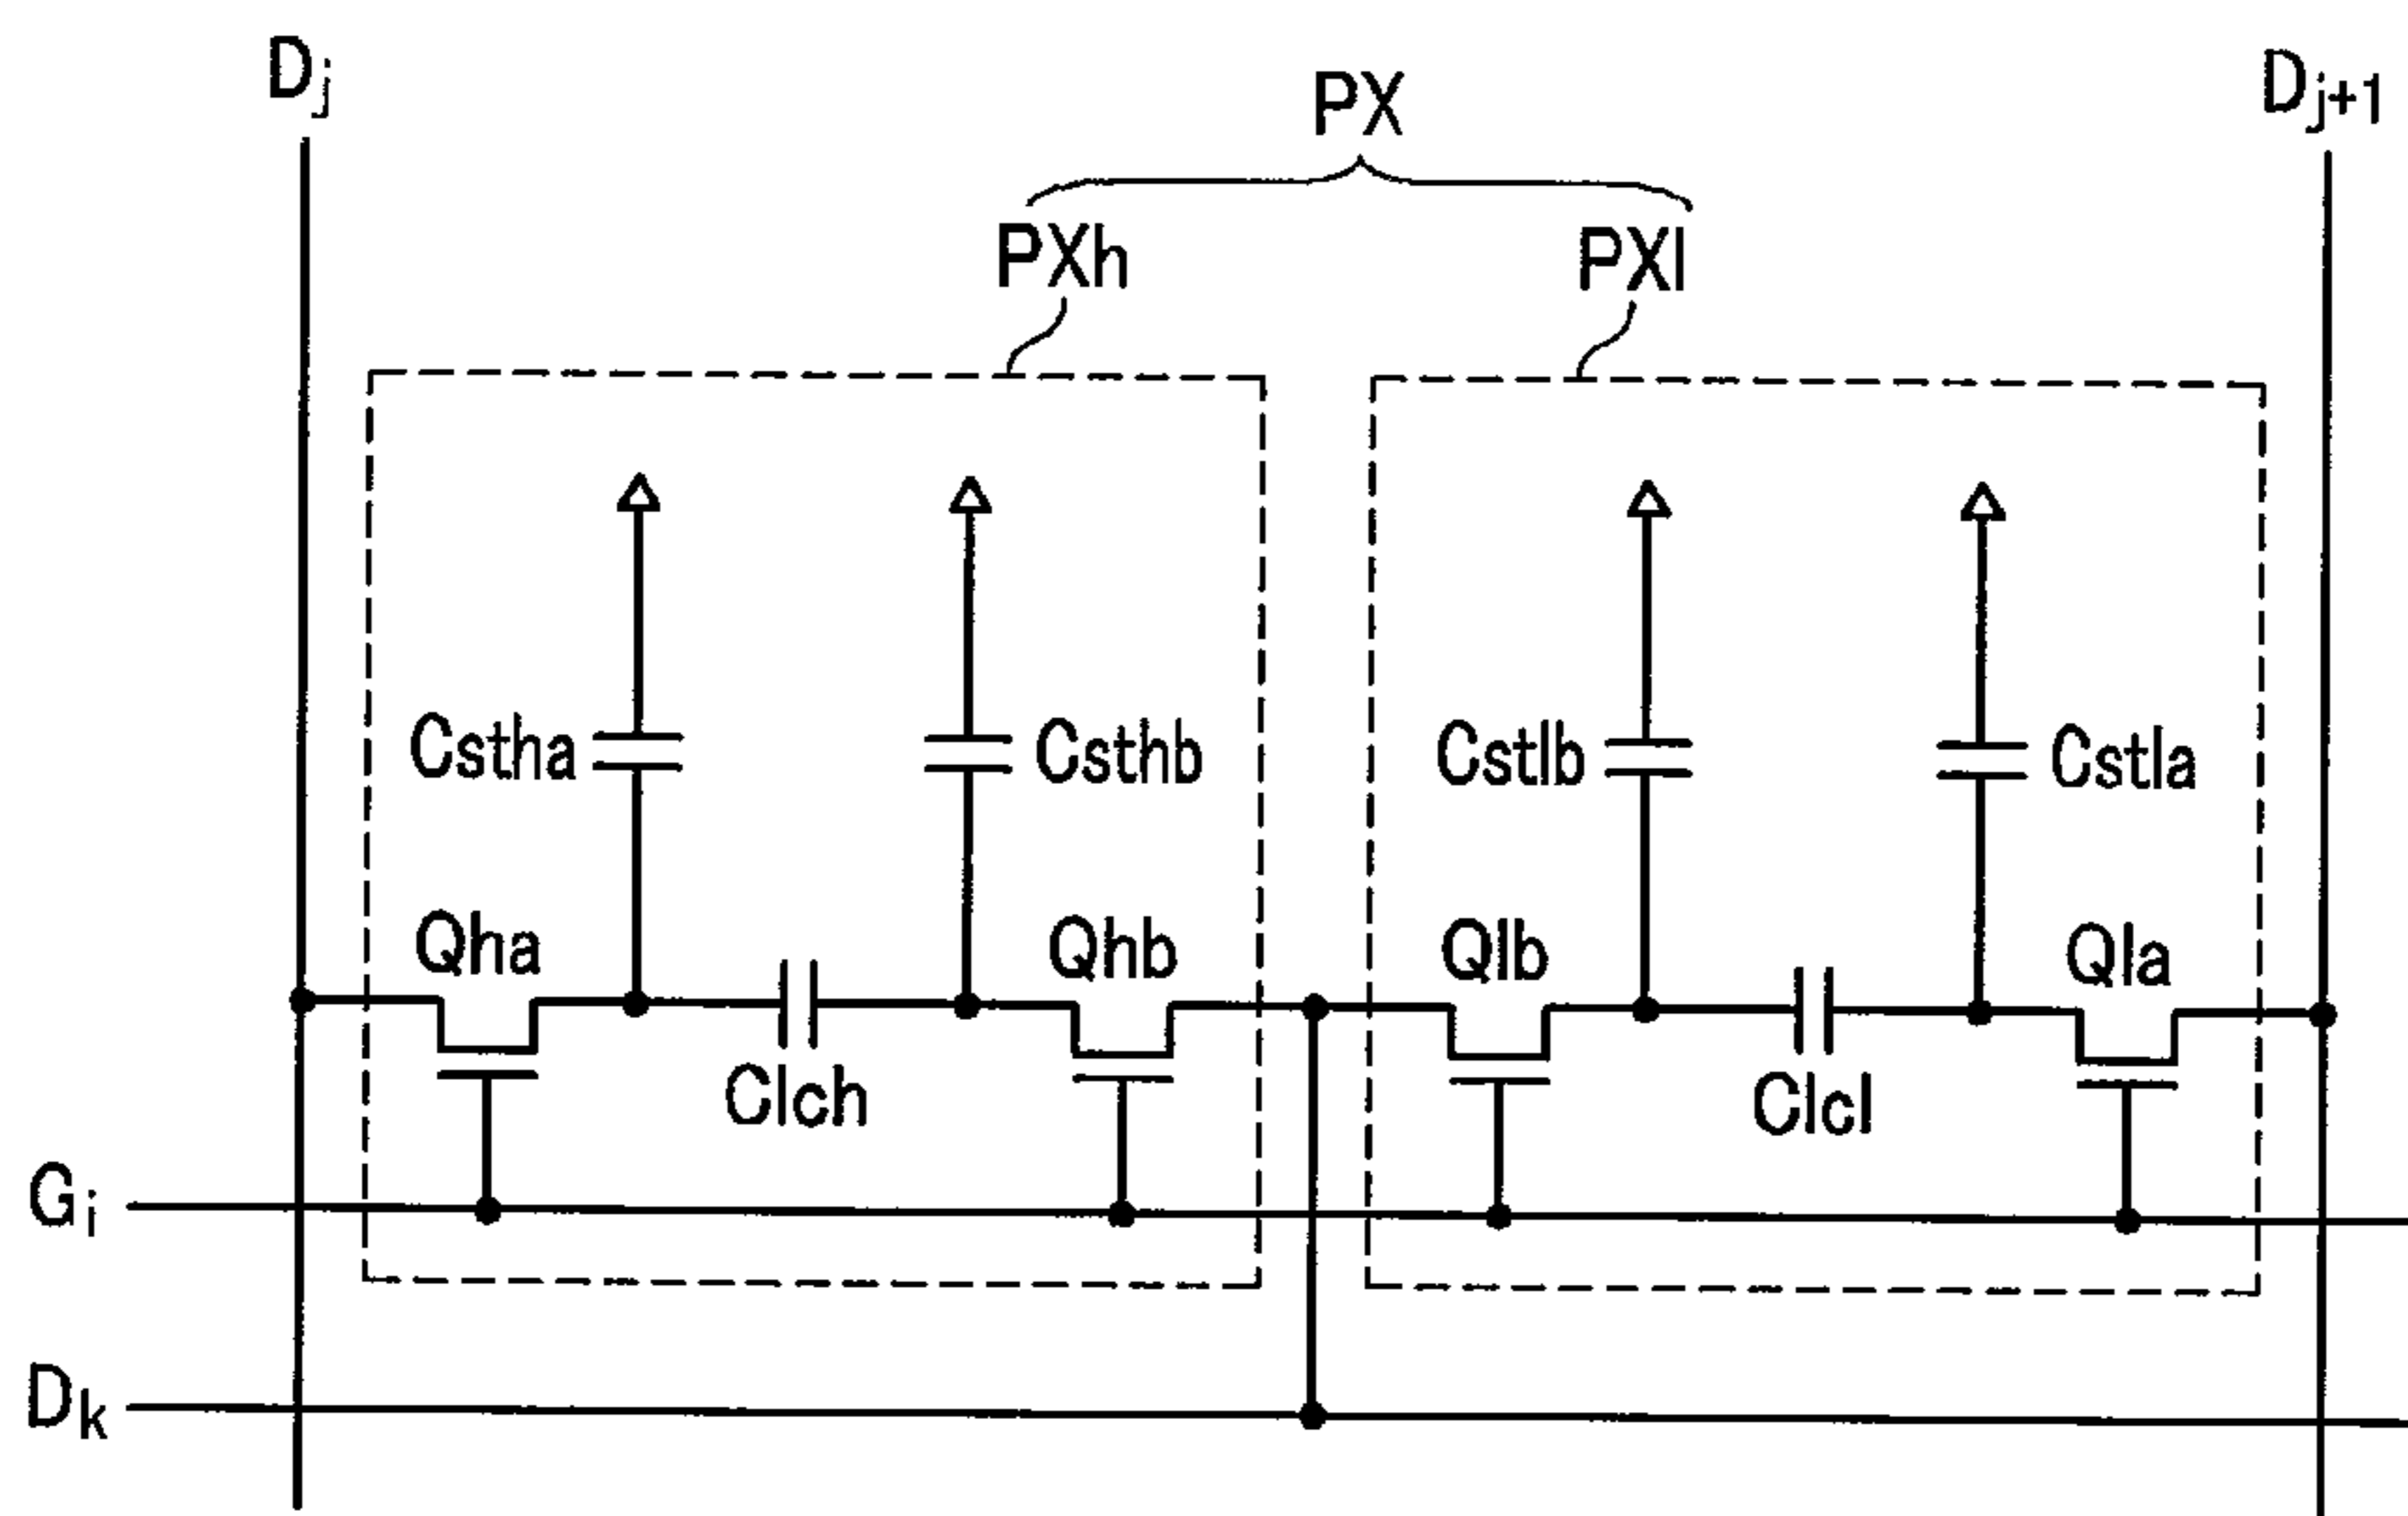 Dj
PX
Dj+1
PXh
PXl
Cstha
Csthb
Cstlb
Cstla
Qha
Qhb
Qlb
Qla
Clch
Clcl
Gi
Dk